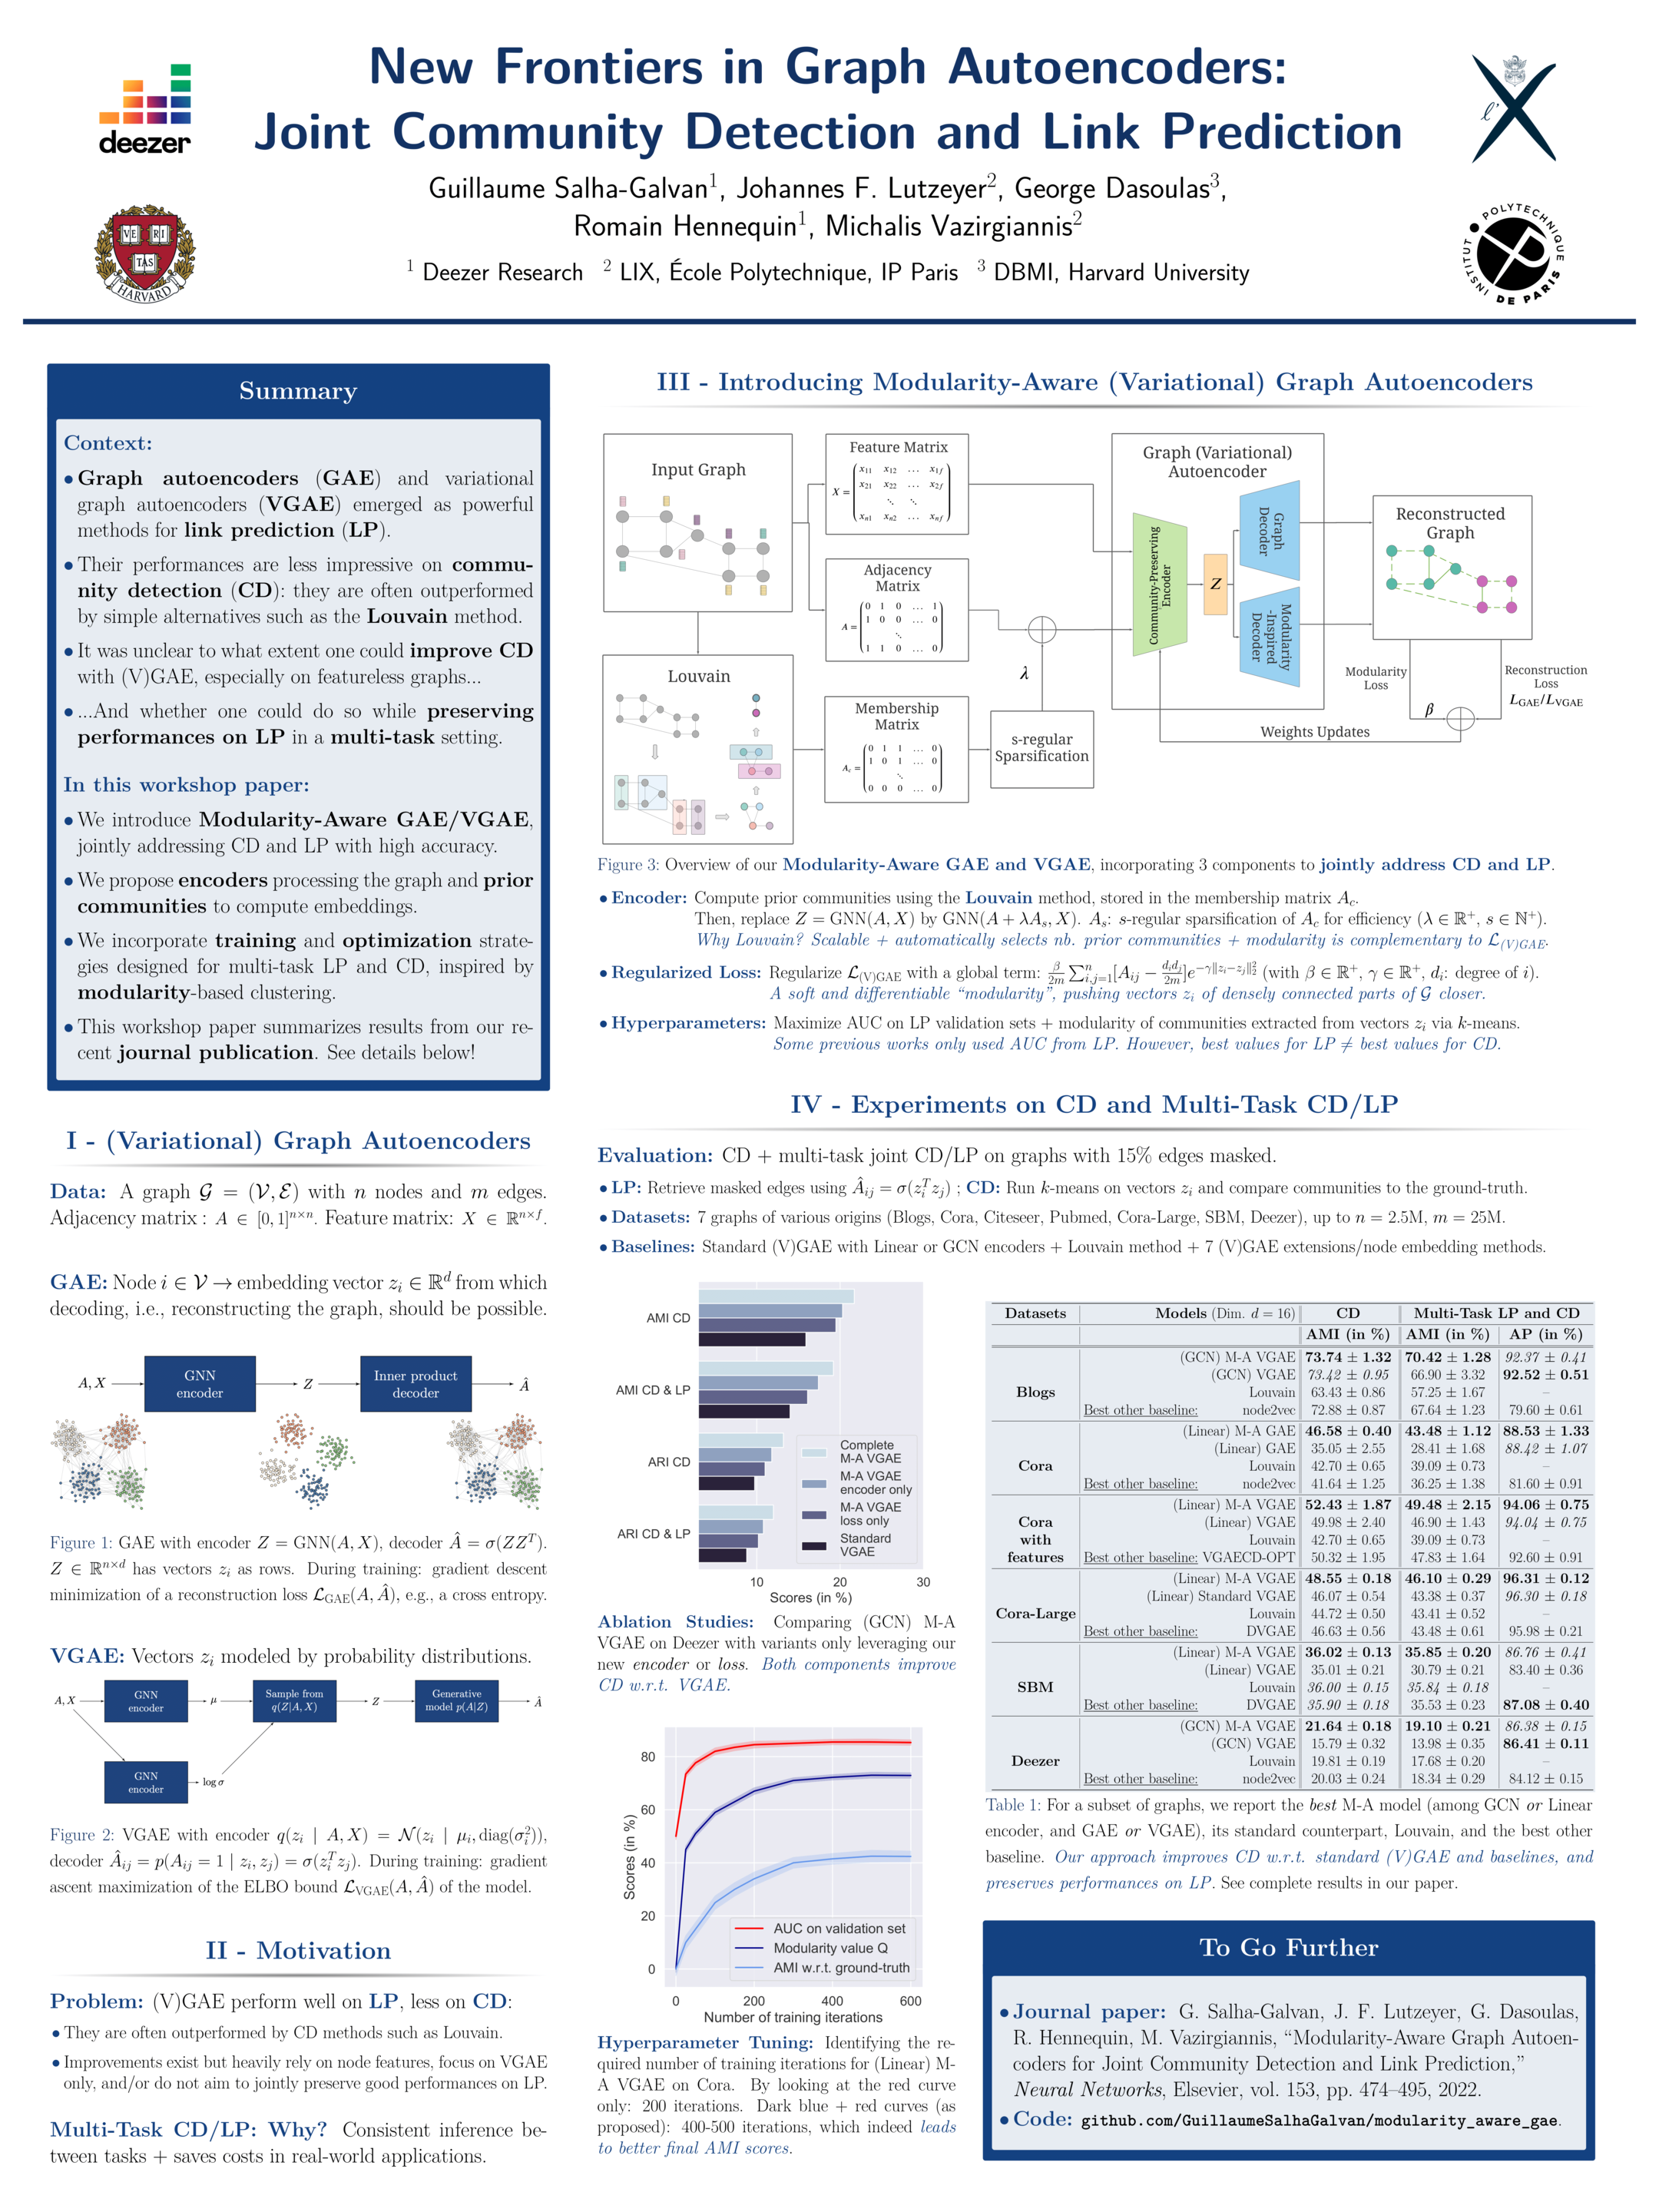 New Frontiers in Graph Autoencoders:
Joint Community Detection and Link Prediction
Guillaume Salha-Galvan1, Johannes F. Lutzeyer2, George Dasoulas3,
Romain Hennequin1, Michalis Vazirgiannis2
1 Deezer Research 2 LIX, École Polytechnique, IP Paris 3 DBMI, Harvard University
deezer
VE RI TAS
HARVARD
l'X
INSTITUT POLYTECHNIQUE DE PARIS
Summary
Context:
• Graph autoencoders (GAE) and variational
graph autoencoders (VGAE) emerged as powerful
methods for link prediction (LP).
• Their performances are less impressive on commu-
nity detection (CD): they are often outperformed
by simple alternatives such as the Louvain method.
• It was unclear to what extent one could improve CD
with (V)GAE, especially on featureless graphs...
• ...And whether one could do so while preserving
performances on LP in a multi-task setting.
In this workshop paper:
• We introduce Modularity-Aware GAE/VGAE,
jointly addressing CD and LP with high accuracy.
• We propose encoders processing the graph and prior
communities to compute embeddings.
• We incorporate training and optimization strate-
gies designed for multi-task LP and CD, inspired by
modularity-based clustering.
• This workshop paper summarizes results from our re-
cent journal publication. See details below!
I - (Variational) Graph Autoencoders
Data: A graph 𝒢 = (𝒱, ℰ) with n nodes and m edges.
Adjacency matrix : A ∈ [0, 1]^{n×n}. Feature matrix: X ∈ ℝ^{n×f}.
GAE: Node i ∈ 𝒱 → embedding vector z_i ∈ ℝ^d from which
decoding, i.e., reconstructing the graph, should be possible.
A, X
GNN
encoder
Z
Inner product
decoder
Â
Figure 1: GAE with encoder Z = GNN(A, X), decoder Â = σ(ZZ^T).
Z ∈ ℝ^{n×d} has vectors z_i as rows. During training: gradient descent
minimization of a reconstruction loss ℒ_GAE(A, Â), e.g., a cross entropy.
VGAE: Vectors z_i modeled by probability distributions.
A, X
GNN
encoder
μ
Sample from
q(Z|A, X)
Z
Generative
model p(A|Z)
Â
GNN
encoder
log σ
Figure 2: VGAE with encoder q(z_i | A, X) = 𝒩(z_i | μ_i, diag(σ_i^2)),
decoder Â_ij = p(A_ij = 1 | z_i, z_j) = σ(z_i^T z_j). During training: gradient
ascent maximization of the ELBO bound ℒ_VGAE(A, Â) of the model.
II - Motivation
Problem: (V)GAE perform well on LP, less on CD:
• They are often outperformed by CD methods such as Louvain.
• Improvements exist but heavily rely on node features, focus on VGAE
only, and/or do not aim to jointly preserve good performances on LP.
Multi-Task CD/LP: Why? Consistent inference be-
tween tasks + saves costs in real-world applications.
III - Introducing Modularity-Aware (Variational) Graph Autoencoders
Input Graph
Louvain
Feature Matrix
X = (x11 x12 ... x1f
x21 x22 ... x2f
⋱ ⋱
xn1 xn2 ... xnf)
Adjacency
Matrix
A = (0 1 0 ... 1
1 0 0 ... 0
⋱
1 1 0 ... 0)
Membership
Matrix
A_c = (0 1 1 ... 0
1 0 1 ... 0
⋱
0 0 0 ... 0)
s-regular
Sparsification
λ
Graph (Variational)
Autoencoder
Community-Preserving
Encoder
Z
Graph
Decoder
Modularity
-Inspired
Decoder
Reconstructed
Graph
Modularity
Loss
Reconstruction
Loss
L_GAE/L_VGAE
β
Weights Updates
Figure 3: Overview of our Modularity-Aware GAE and VGAE, incorporating 3 components to jointly address CD and LP.
• Encoder: Compute prior communities using the Louvain method, stored in the membership matrix A_c.
Then, replace Z = GNN(A, X) by GNN(A + λA_s, X). A_s: s-regular sparsification of A_c for efficiency (λ ∈ ℝ^+, s ∈ ℕ^+).
Why Louvain? Scalable + automatically selects nb. prior communities + modularity is complementary to ℒ_(V)GAE.
• Regularized Loss: Regularize ℒ_(V)GAE with a global term: β/2m ∑_{i,j=1}^n [A_ij − d_i d_j/2m] e^{−γ‖z_i−z_j‖_2^2} (with β ∈ ℝ^+, γ ∈ ℝ^+, d_i: degree of i).
A soft and differentiable “modularity”, pushing vectors z_i of densely connected parts of 𝒢 closer.
• Hyperparameters: Maximize AUC on LP validation sets + modularity of communities extracted from vectors z_i via k-means.
Some previous works only used AUC from LP. However, best values for LP ≠ best values for CD.
IV - Experiments on CD and Multi-Task CD/LP
Evaluation: CD + multi-task joint CD/LP on graphs with 15% edges masked.
• LP: Retrieve masked edges using Â_ij = σ(z_i^T z_j) ; CD: Run k-means on vectors z_i and compare communities to the ground-truth.
• Datasets: 7 graphs of various origins (Blogs, Cora, Citeseer, Pubmed, Cora-Large, SBM, Deezer), up to n = 2.5M, m = 25M.
• Baselines: Standard (V)GAE with Linear or GCN encoders + Louvain method + 7 (V)GAE extensions/node embedding methods.
AMI CD
AMI CD & LP
ARI CD
ARI CD & LP
Complete
M-A VGAE
M-A VGAE
encoder only
M-A VGAE
loss only
Standard
VGAE
10 20 30
Scores (in %)
Ablation Studies: Comparing (GCN) M-A
VGAE on Deezer with variants only leveraging our
new encoder or loss. Both components improve
CD w.r.t. VGAE.
Scores (in %)
80
60
40
20
0
AUC on validation set
Modularity value Q
AMI w.r.t. ground-truth
0 200 400 600
Number of training iterations
Hyperparameter Tuning: Identifying the re-
quired number of training iterations for (Linear) M-
A VGAE on Cora. By looking at the red curve
only: 200 iterations. Dark blue + red curves (as
proposed): 400-500 iterations, which indeed leads
to better final AMI scores.
Datasets Models (Dim. d = 16) CD Multi-Task LP and CD
AMI (in %) AMI (in %) AP (in %)
Blogs
(GCN) M-A VGAE 73.74 ± 1.32 70.42 ± 1.28 92.37 ± 0.41
(GCN) VGAE 73.42 ± 0.95 66.90 ± 3.32 92.52 ± 0.51
Louvain 63.43 ± 0.86 57.25 ± 1.67 –
Best other baseline: node2vec 72.88 ± 0.87 67.64 ± 1.23 79.60 ± 0.61
Cora
(Linear) M-A GAE 46.58 ± 0.40 43.48 ± 1.12 88.53 ± 1.33
(Linear) GAE 35.05 ± 2.55 28.41 ± 1.68 88.42 ± 1.07
Louvain 42.70 ± 0.65 39.09 ± 0.73 –
Best other baseline: node2vec 41.64 ± 1.25 36.25 ± 1.38 81.60 ± 0.91
Cora
with
features
(Linear) M-A VGAE 52.43 ± 1.87 49.48 ± 2.15 94.06 ± 0.75
(Linear) VGAE 49.98 ± 2.40 46.90 ± 1.43 94.04 ± 0.75
Louvain 42.70 ± 0.65 39.09 ± 0.73 –
Best other baseline: VGAECD-OPT 50.32 ± 1.95 47.83 ± 1.64 92.60 ± 0.91
Cora-Large
(Linear) M-A VGAE 48.55 ± 0.18 46.10 ± 0.29 96.31 ± 0.12
(Linear) Standard VGAE 46.07 ± 0.54 43.38 ± 0.37 96.30 ± 0.18
Louvain 44.72 ± 0.50 43.41 ± 0.52 –
Best other baseline: DVGAE 46.63 ± 0.56 43.48 ± 0.61 95.98 ± 0.21
SBM
(Linear) M-A VGAE 36.02 ± 0.13 35.85 ± 0.20 86.76 ± 0.41
(Linear) VGAE 35.01 ± 0.21 30.79 ± 0.21 83.40 ± 0.36
Louvain 36.00 ± 0.15 35.84 ± 0.18 –
Best other baseline: DVGAE 35.90 ± 0.18 35.53 ± 0.23 87.08 ± 0.40
Deezer
(GCN) M-A VGAE 21.64 ± 0.18 19.10 ± 0.21 86.38 ± 0.15
(GCN) VGAE 15.79 ± 0.32 13.98 ± 0.35 86.41 ± 0.11
Louvain 19.81 ± 0.19 17.68 ± 0.20 –
Best other baseline: node2vec 20.03 ± 0.24 18.34 ± 0.29 84.12 ± 0.15
Table 1: For a subset of graphs, we report the best M-A model (among GCN or Linear
encoder, and GAE or VGAE), its standard counterpart, Louvain, and the best other
baseline. Our approach improves CD w.r.t. standard (V)GAE and baselines, and
preserves performances on LP. See complete results in our paper.
To Go Further
• Journal paper: G. Salha-Galvan, J. F. Lutzeyer, G. Dasoulas,
R. Hennequin, M. Vazirgiannis, “Modularity-Aware Graph Autoen-
coders for Joint Community Detection and Link Prediction,”
Neural Networks, Elsevier, vol. 153, pp. 474–495, 2022.
• Code: github.com/GuillaumeSalhaGalvan/modularity_aware_gae.